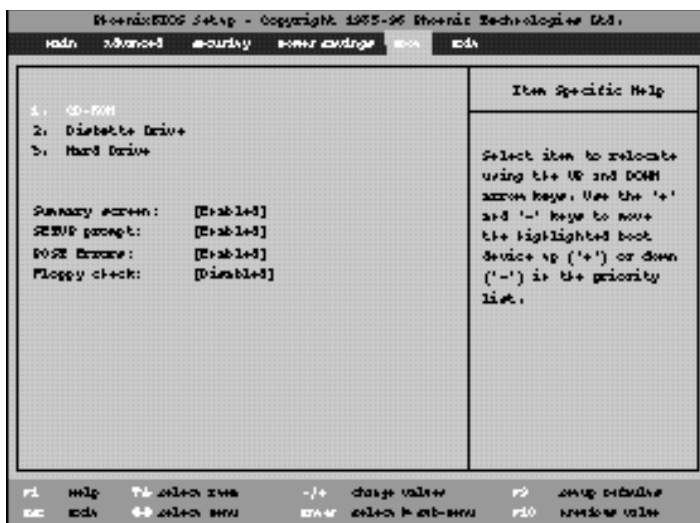 PhoenixBIOS Setup - Copyright 1985-95 Phoenix Technologies Ltd.
Main Advanced Security Power Savings Boot Exit
Item Specific Help
1. CD-ROM
2. Diskette Drive
3. Hard Drive
Summary screen: [Enabled]
SETUP prompt: [Enabled]
POST Errors: [Enabled]
Floppy check: [Disabled]
Select item to relocate
using the UP and DOWN
arrow keys. Use the '+'
and '-' keys to move
the highlighted boot
device up ('+') or down
('-') in the priority
list.
F1 Help Select Item -/+ Change Values F9 Setup Defaults
ESC Exit Select Menu Enter Select Sub-Menu F10 Previous Values